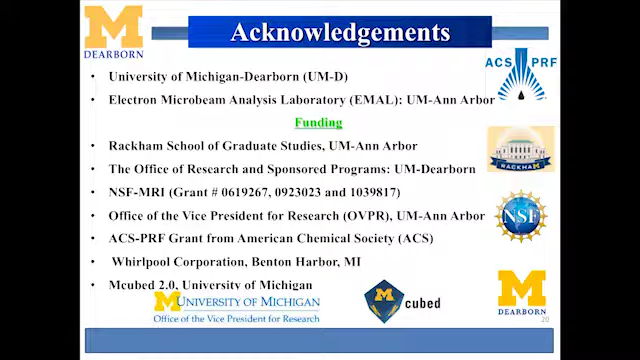 M
DEARBORN
Acknowledgements
ACS PRF
• University of Michigan-Dearborn (UM-D)
• Electron Microbeam Analysis Laboratory (EMAL): UM-Ann Arbor
Funding
• Rackham School of Graduate Studies, UM-Ann Arbor
• The Office of Research and Sponsored Programs: UM-Dearborn
RACKHAM
• NSF-MRI (Grant # 0619267, 0923023 and 1039817)
NSF
• Office of the Vice President for Research (OVPR), UM-Ann Arbor
• ACS-PRF Grant from American Chemical Society (ACS)
• Whirlpool Corporation, Benton Harbor, MI
• Mcubed 2.0, University of Michigan
M UNIVERSITY OF MICHIGAN
Office of the Vice President for Research
M cubed
M
DEARBORN
20